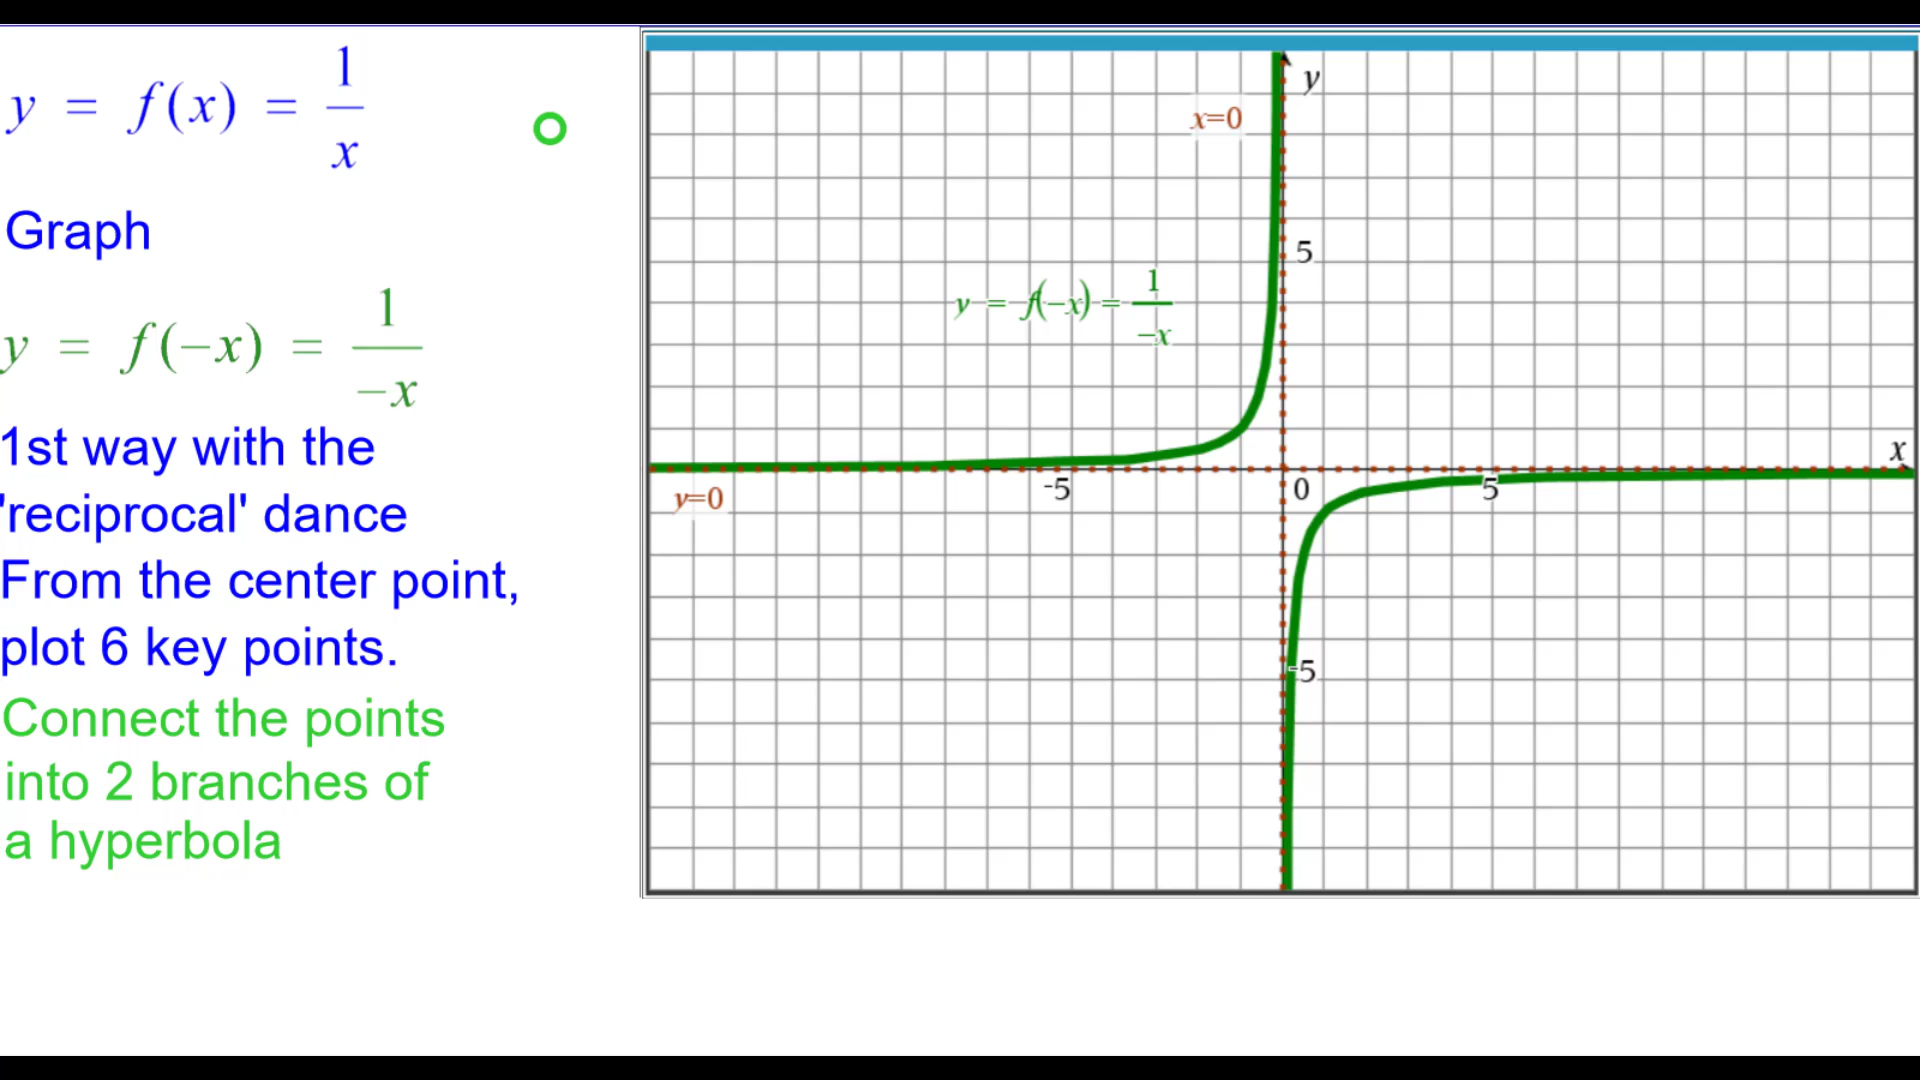 y = f(x) = 1/x
Graph
y = f(−x) = 1/−x
1st way with the
'reciprocal' dance
From the center point,
plot 6 key points.
Connect the points
into 2 branches of
a hyperbola
y
x=0
5
y = f(−x) = 1/−x
x
-5
0
5
y=0
-5